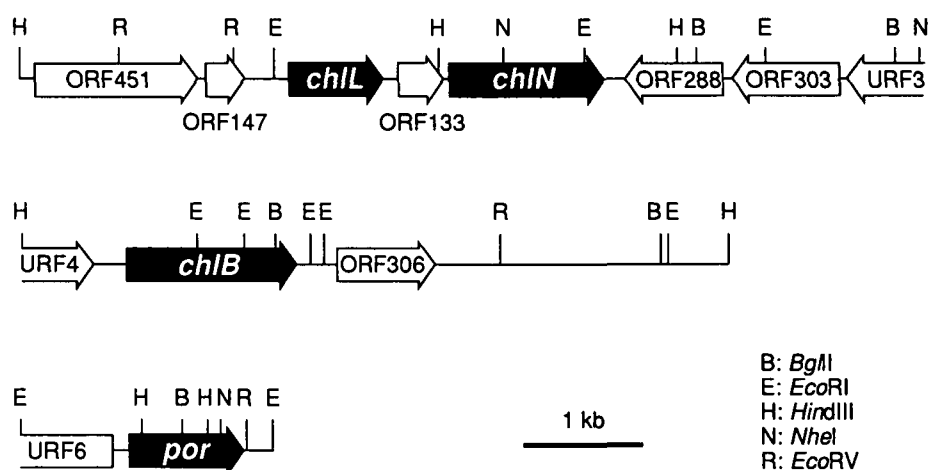 H R R E H N E H B E B N
ORF451 chlL chlN ORF288 ORF303 URF3
ORF147 ORF133
H E E B E E R B E H
URF4 chlB ORF306
E H B H N R E
URF6 por
1 kb
B: BglII
E: EcoRI
H: HindIII
N: NheI
R: EcoRV